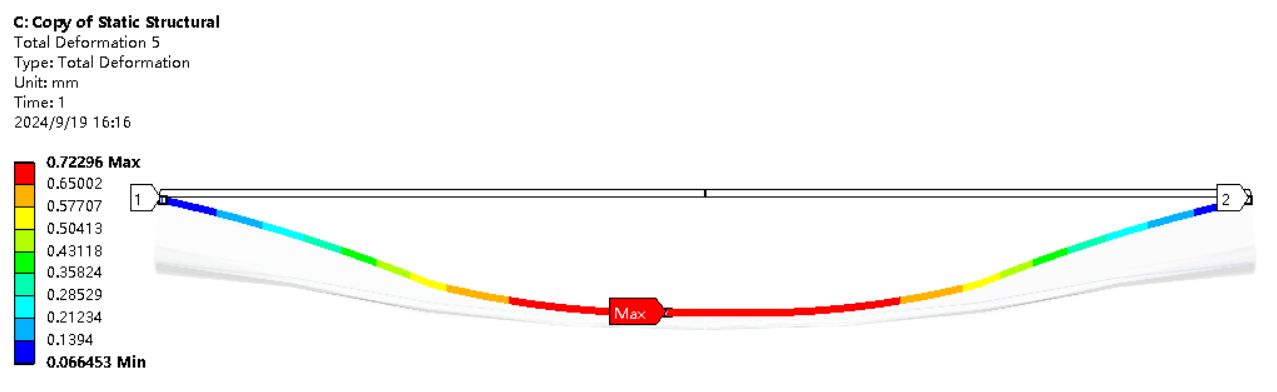 C: Copy of Static Structural
Total Deformation 5
Type: Total Deformation
Unit: mm
Time: 1
2024/9/19 16:16
0.72296 Max
0.65002
0.57707
0.50413
0.43118
0.35824
0.28529
0.21234
0.1394
0.066453 Min
1
2
Max